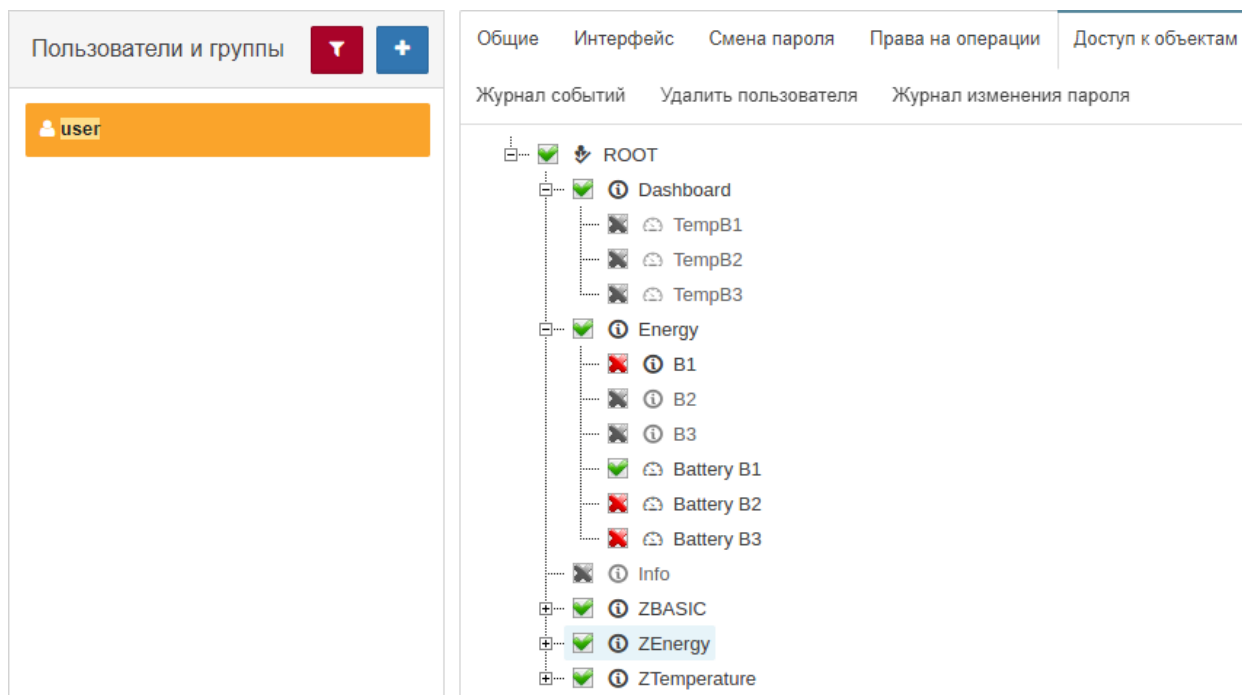 Пользователи и группы
user
Общие Интерфейс Смена пароля Права на операции Доступ к объектам
Журнал событий Удалить пользователя Журнал изменения пароля
ROOT
Dashboard
TempB1
TempB2
TempB3
Energy
B1
B2
B3
Battery B1
Battery B2
Battery B3
Info
ZBASIC
ZEnergy
ZTemperature